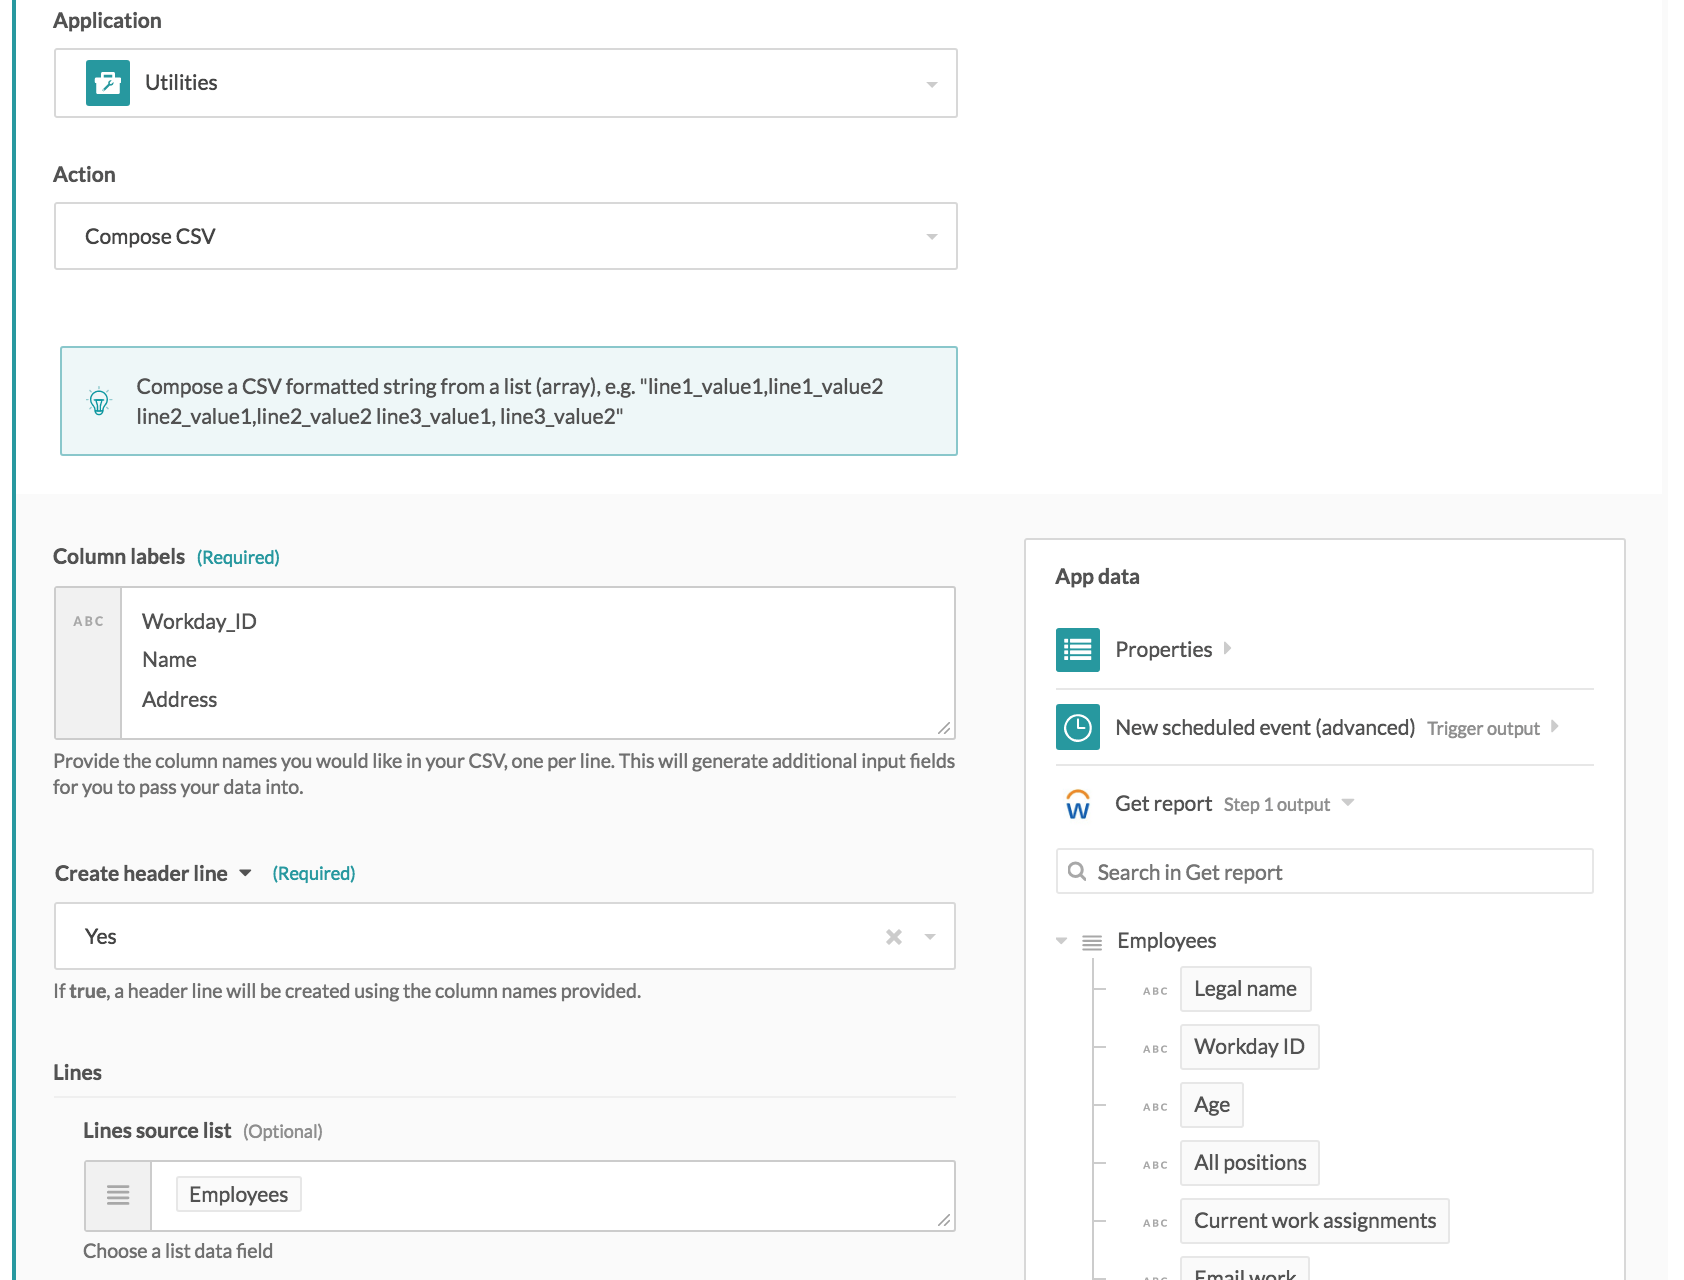 Application
Utilities
Action
Compose CSV
Compose a CSV formatted string from a list (array), e.g. "line1_value1,line1_value2
line2_value1,line2_value2 line3_value1, line3_value2"
Column labels (Required)
ABC
Workday_ID
Name
Address
Provide the column names you would like in your CSV, one per line. This will generate additional input fields
for you to pass your data into.
Create header line (Required)
Yes
If true, a header line will be created using the column names provided.
Lines
Lines source list (Optional)
Employees
Choose a list data field
App data
Properties
New scheduled event (advanced) Trigger output
W Get report Step 1 output
Search in Get report
Employees
ABC Legal name
ABC Workday ID
ABC Age
ABC All positions
ABC Current work assignments
ABC Email work